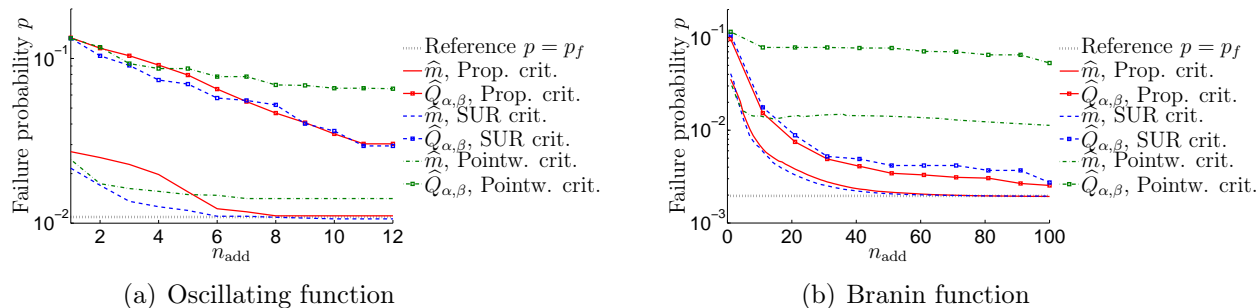 Failure probability p
10⁻¹
10⁻²
2 4 6 8 10 12
n_add
Reference p = p_f
m̂, Prop. crit.
Q̂_α,β, Prop. crit.
m̂, SUR crit.
Q̂_α,β, SUR crit.
m̂, Pointw. crit.
Q̂_α,β, Pointw. crit.
(a) Oscillating function
Failure probability p
10⁻¹
10⁻²
10⁻³
0 20 40 60 80 100
n_add
Reference p = p_f
m̂, Prop. crit.
Q̂_α,β, Prop. crit.
m̂, SUR crit.
Q̂_α,β, SUR crit.
m̂, Pointw. crit.
Q̂_α,β, Pointw. crit.
(b) Branin function